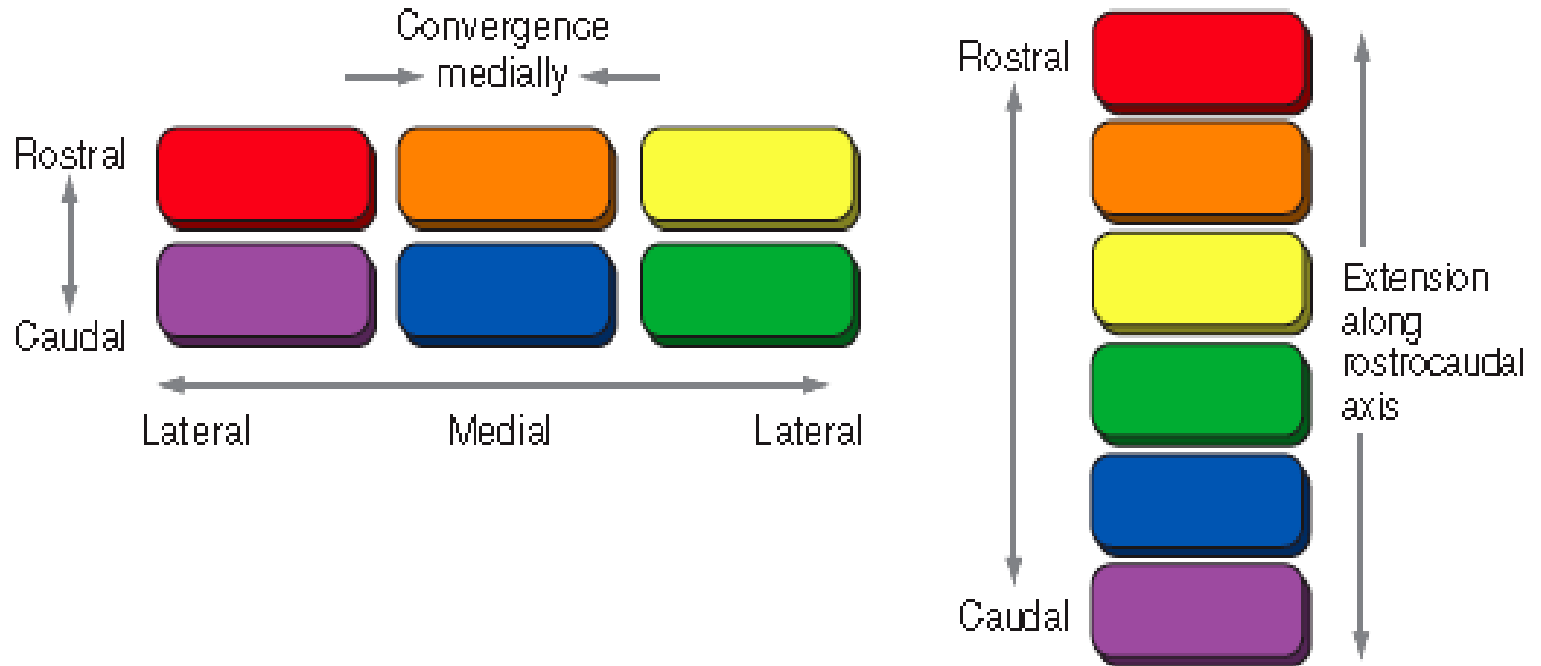 Convergence
medially
Rostral
Caudal
Lateral Medial Lateral
Rostral
Caudal
Extension
along
rostrocaudal
axis